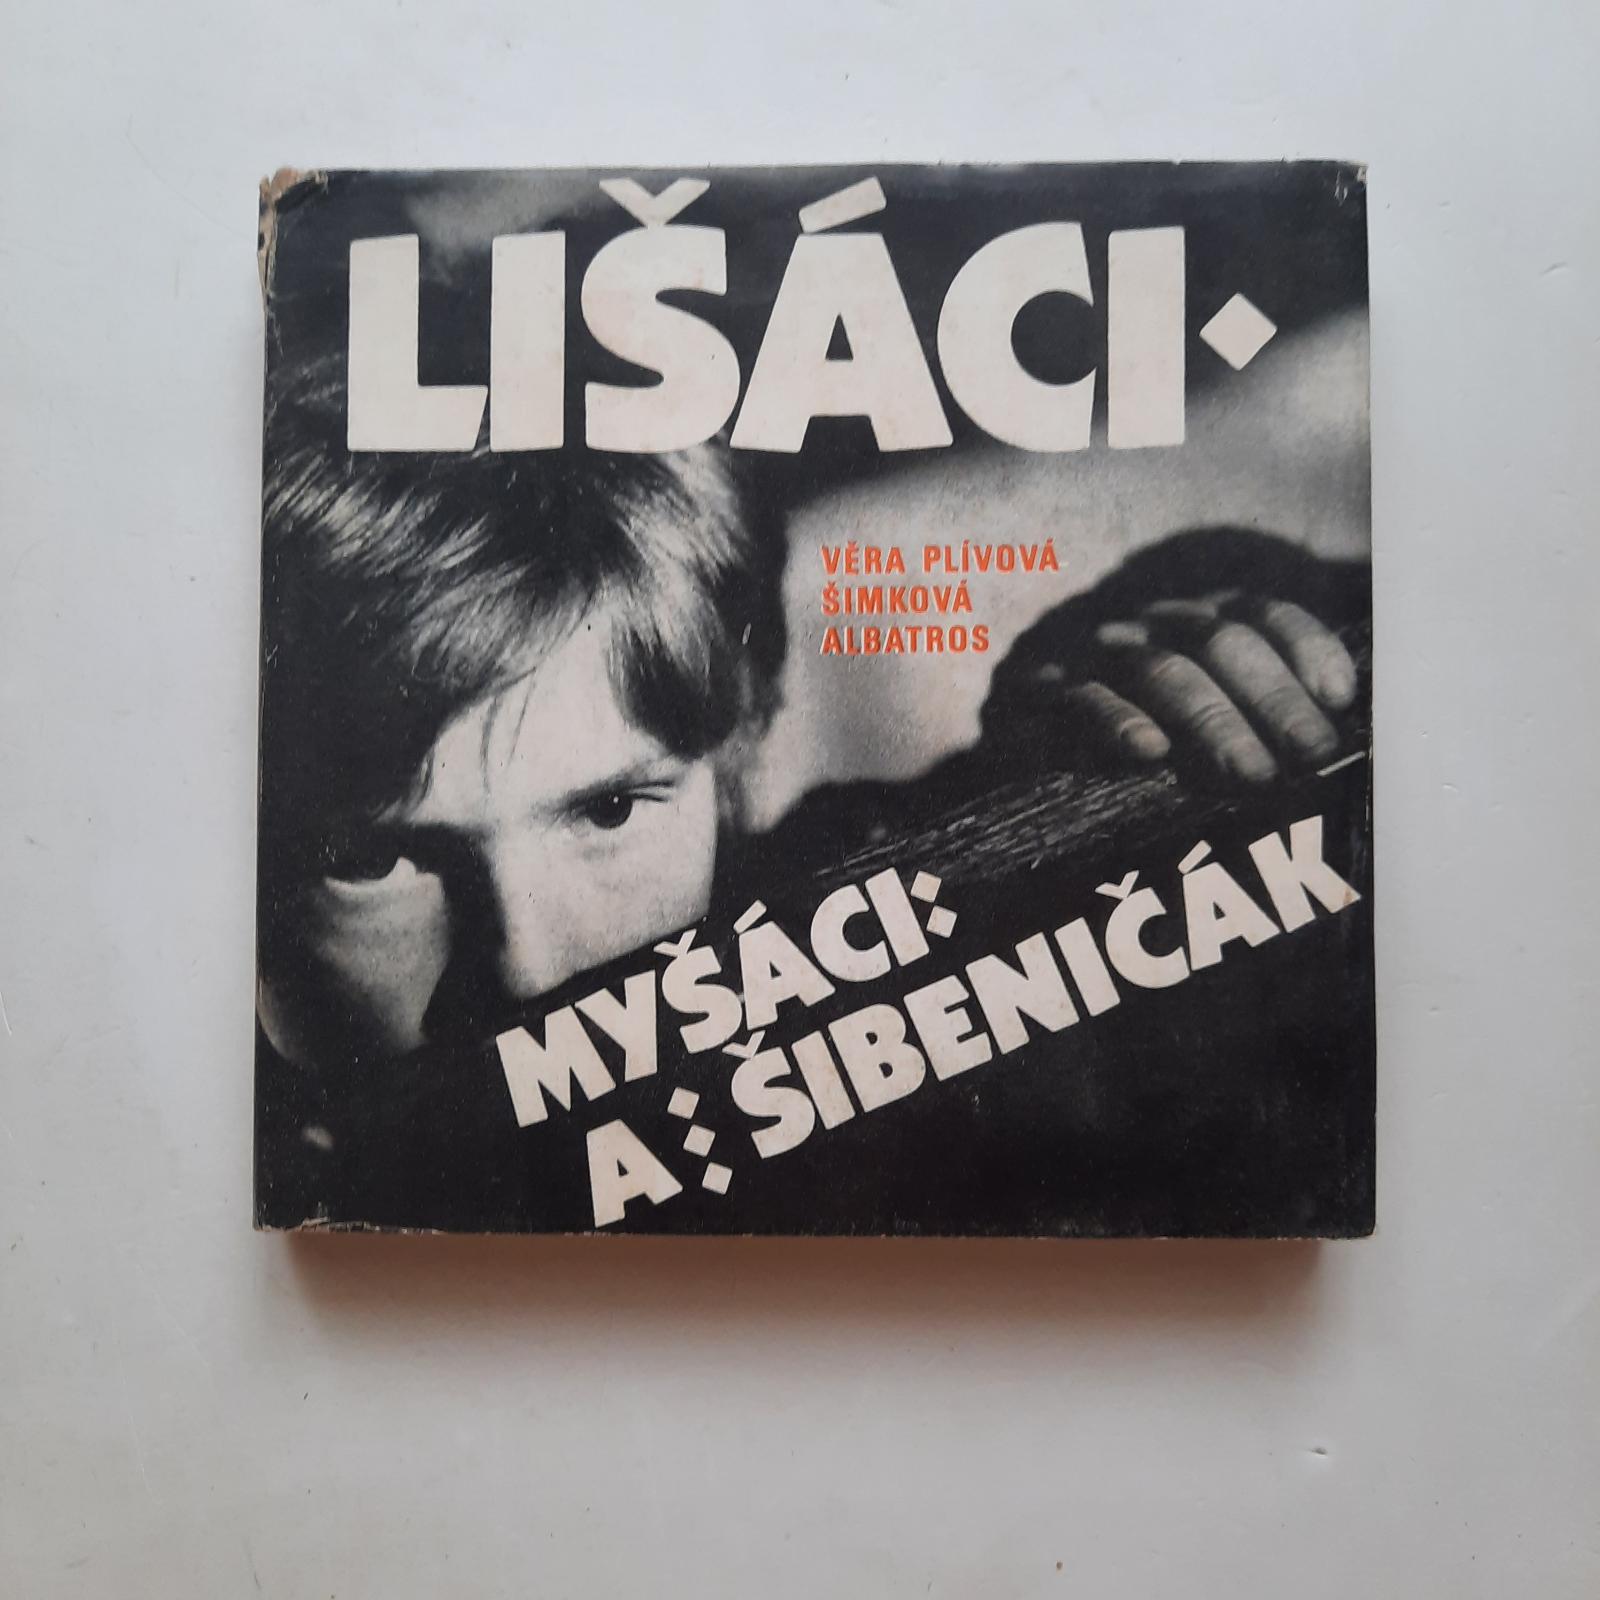 LIŠÁCI
VĚRA PLÍVOVÁ
ŠIMKOVÁ
ALBATROS
MYŠÁCI
A ŠIBENIČÁK